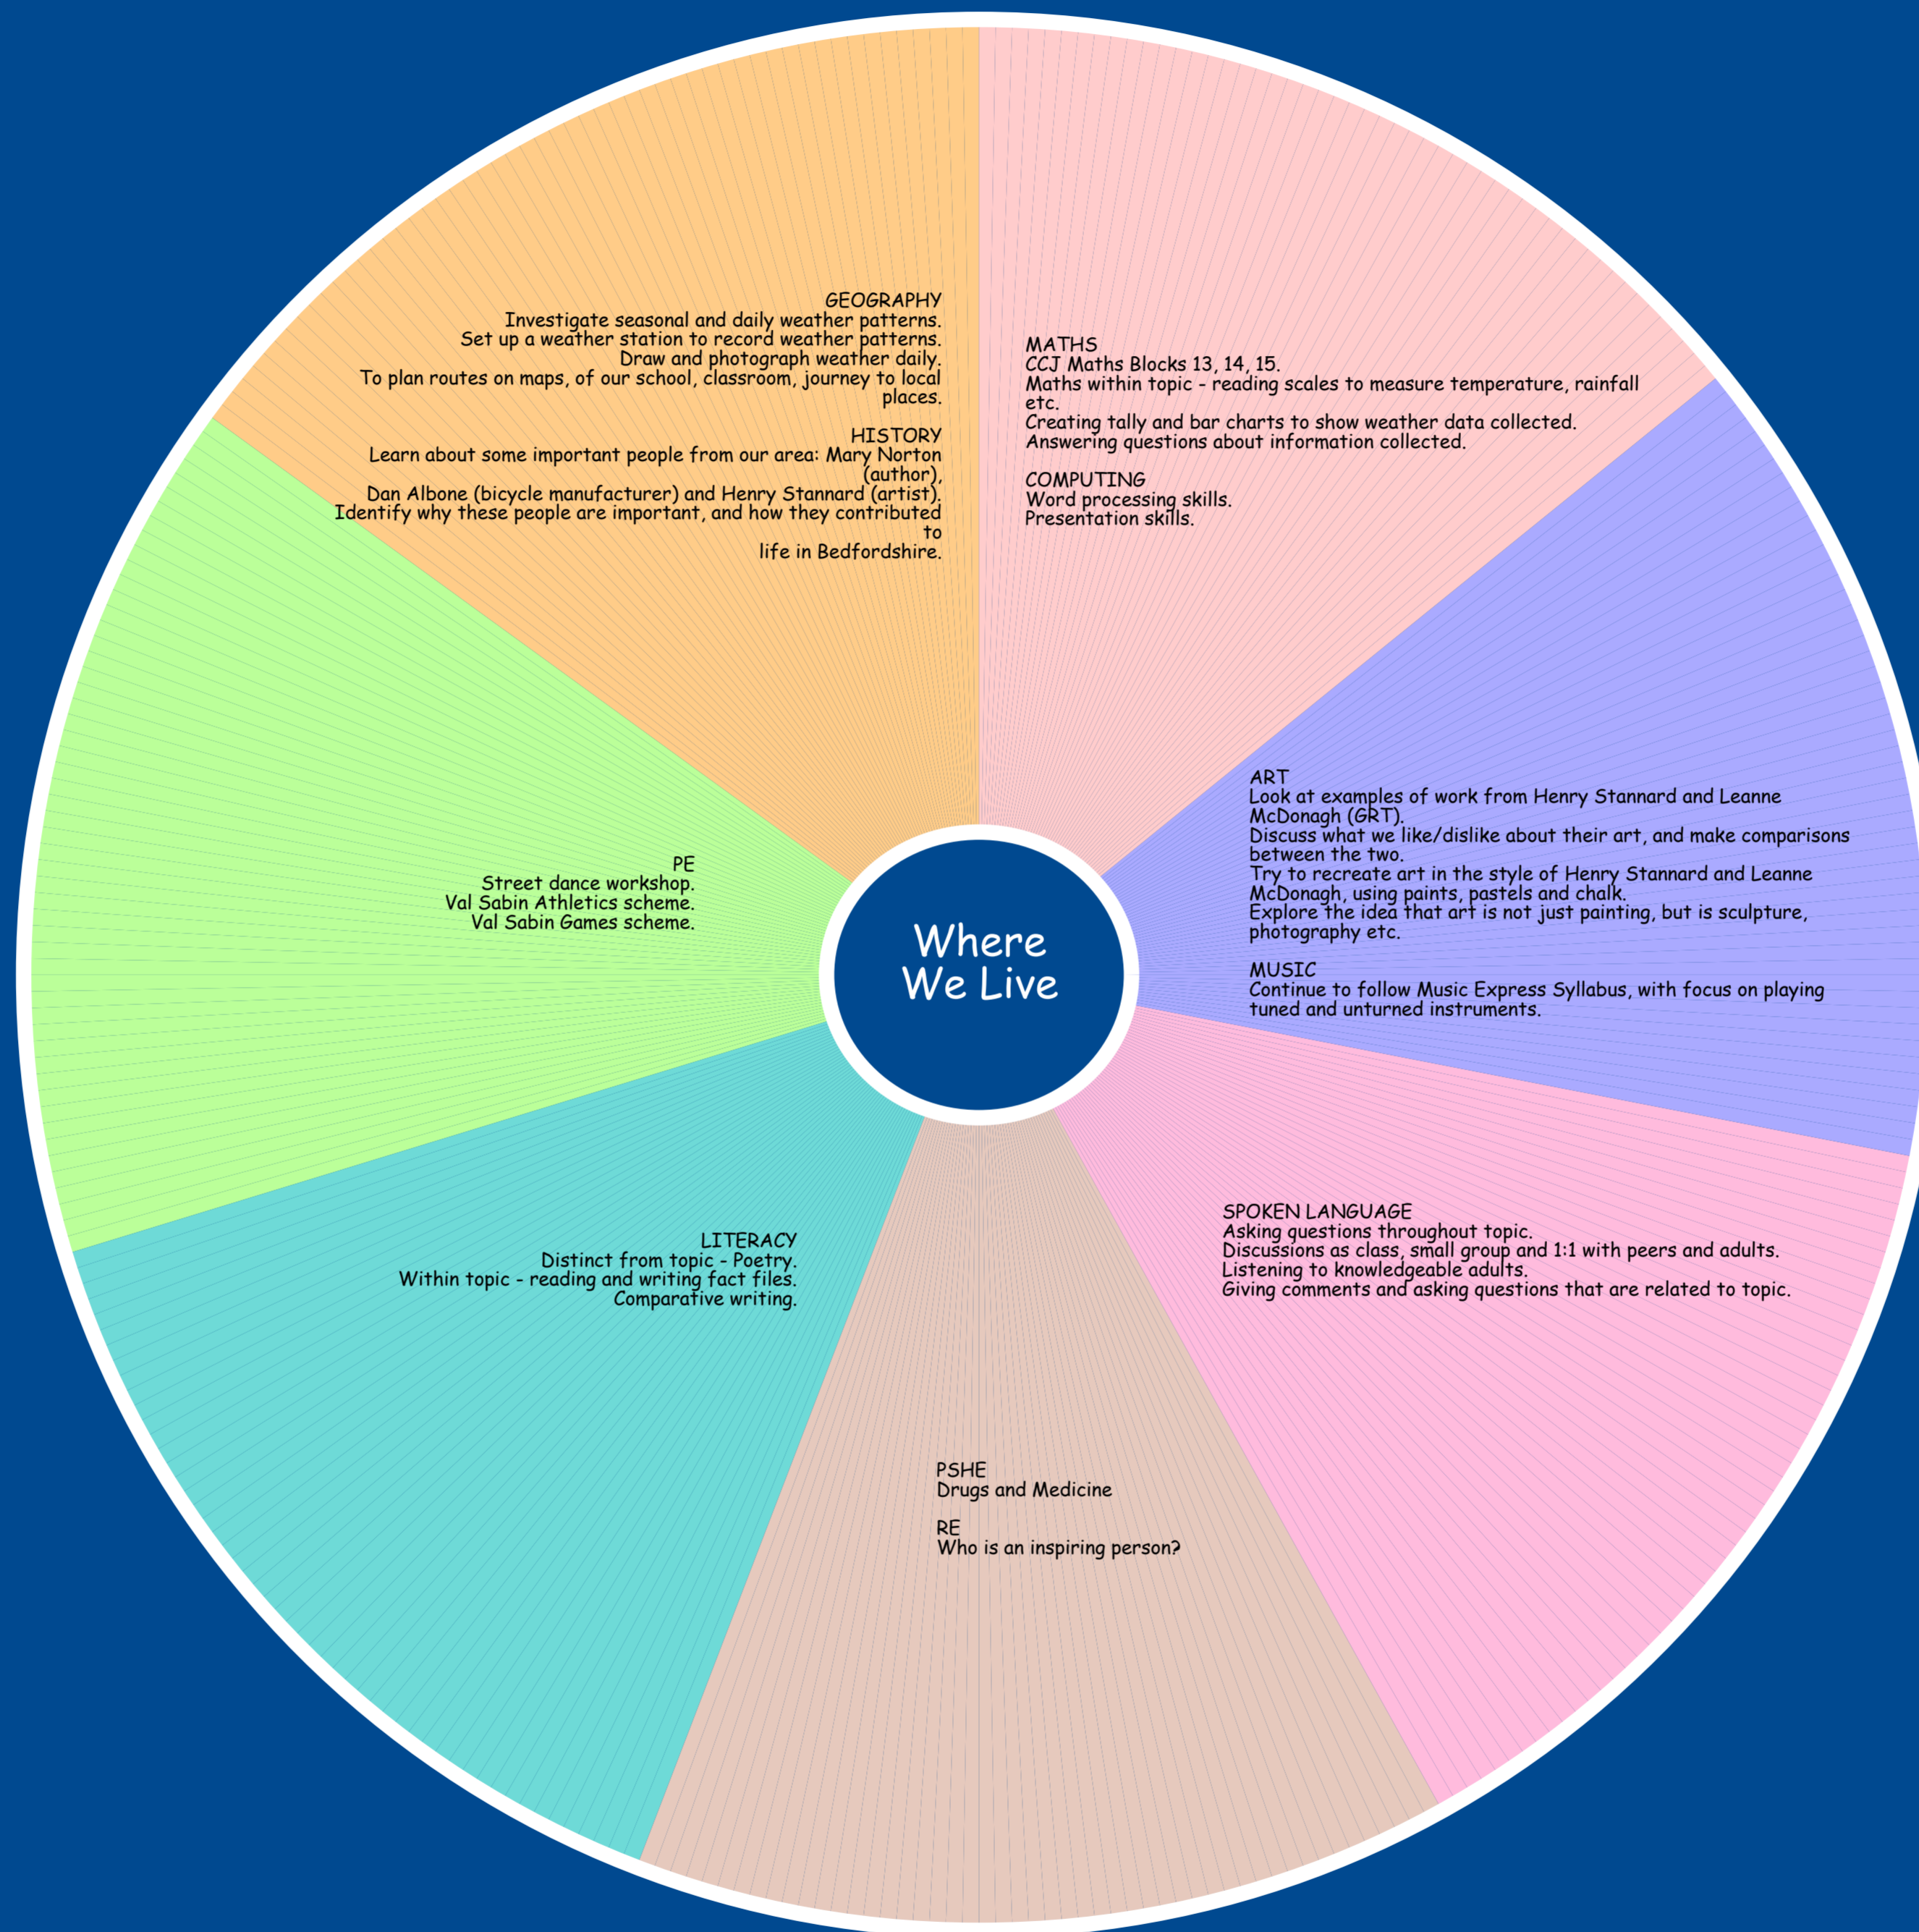 GEOGRAPHY
Investigate seasonal and daily weather patterns.
Set up a weather station to record weather patterns.
Draw and photograph weather daily.
To plan routes on maps, of our school, classroom, journey to local
places.
HISTORY
Learn about some important people from our area: Mary Norton
(author),
Dan Albone (bicycle manufacturer) and Henry Stannard (artist).
Identify why these people are important, and how they contributed
to
life in Bedfordshire.
MATHS
CCJ Maths Blocks 13, 14, 15.
Maths within topic - reading scales to measure temperature, rainfall
etc.
Creating tally and bar charts to show weather data collected.
Answering questions about information collected.
COMPUTING
Word processing skills.
Presentation skills.
ART
Look at examples of work from Henry Stannard and Leanne
McDonagh (GRT).
Discuss what we like/dislike about their art, and make comparisons
between the two.
Try to recreate art in the style of Henry Stannard and Leanne
McDonagh, using paints, pastels and chalk.
Explore the idea that art is not just painting, but is sculpture,
photography etc.
MUSIC
Continue to follow Music Express Syllabus, with focus on playing
tuned and unturned instruments.
PE
Street dance workshop.
Val Sabin Athletics scheme.
Val Sabin Games scheme.
Where
We Live
SPOKEN LANGUAGE
Asking questions throughout topic.
Discussions as class, small group and 1:1 with peers and adults.
Listening to knowledgeable adults.
Giving comments and asking questions that are related to topic.
LITERACY
Distinct from topic - Poetry.
Within topic - reading and writing fact files.
Comparative writing.
PSHE
Drugs and Medicine
RE
Who is an inspiring person?